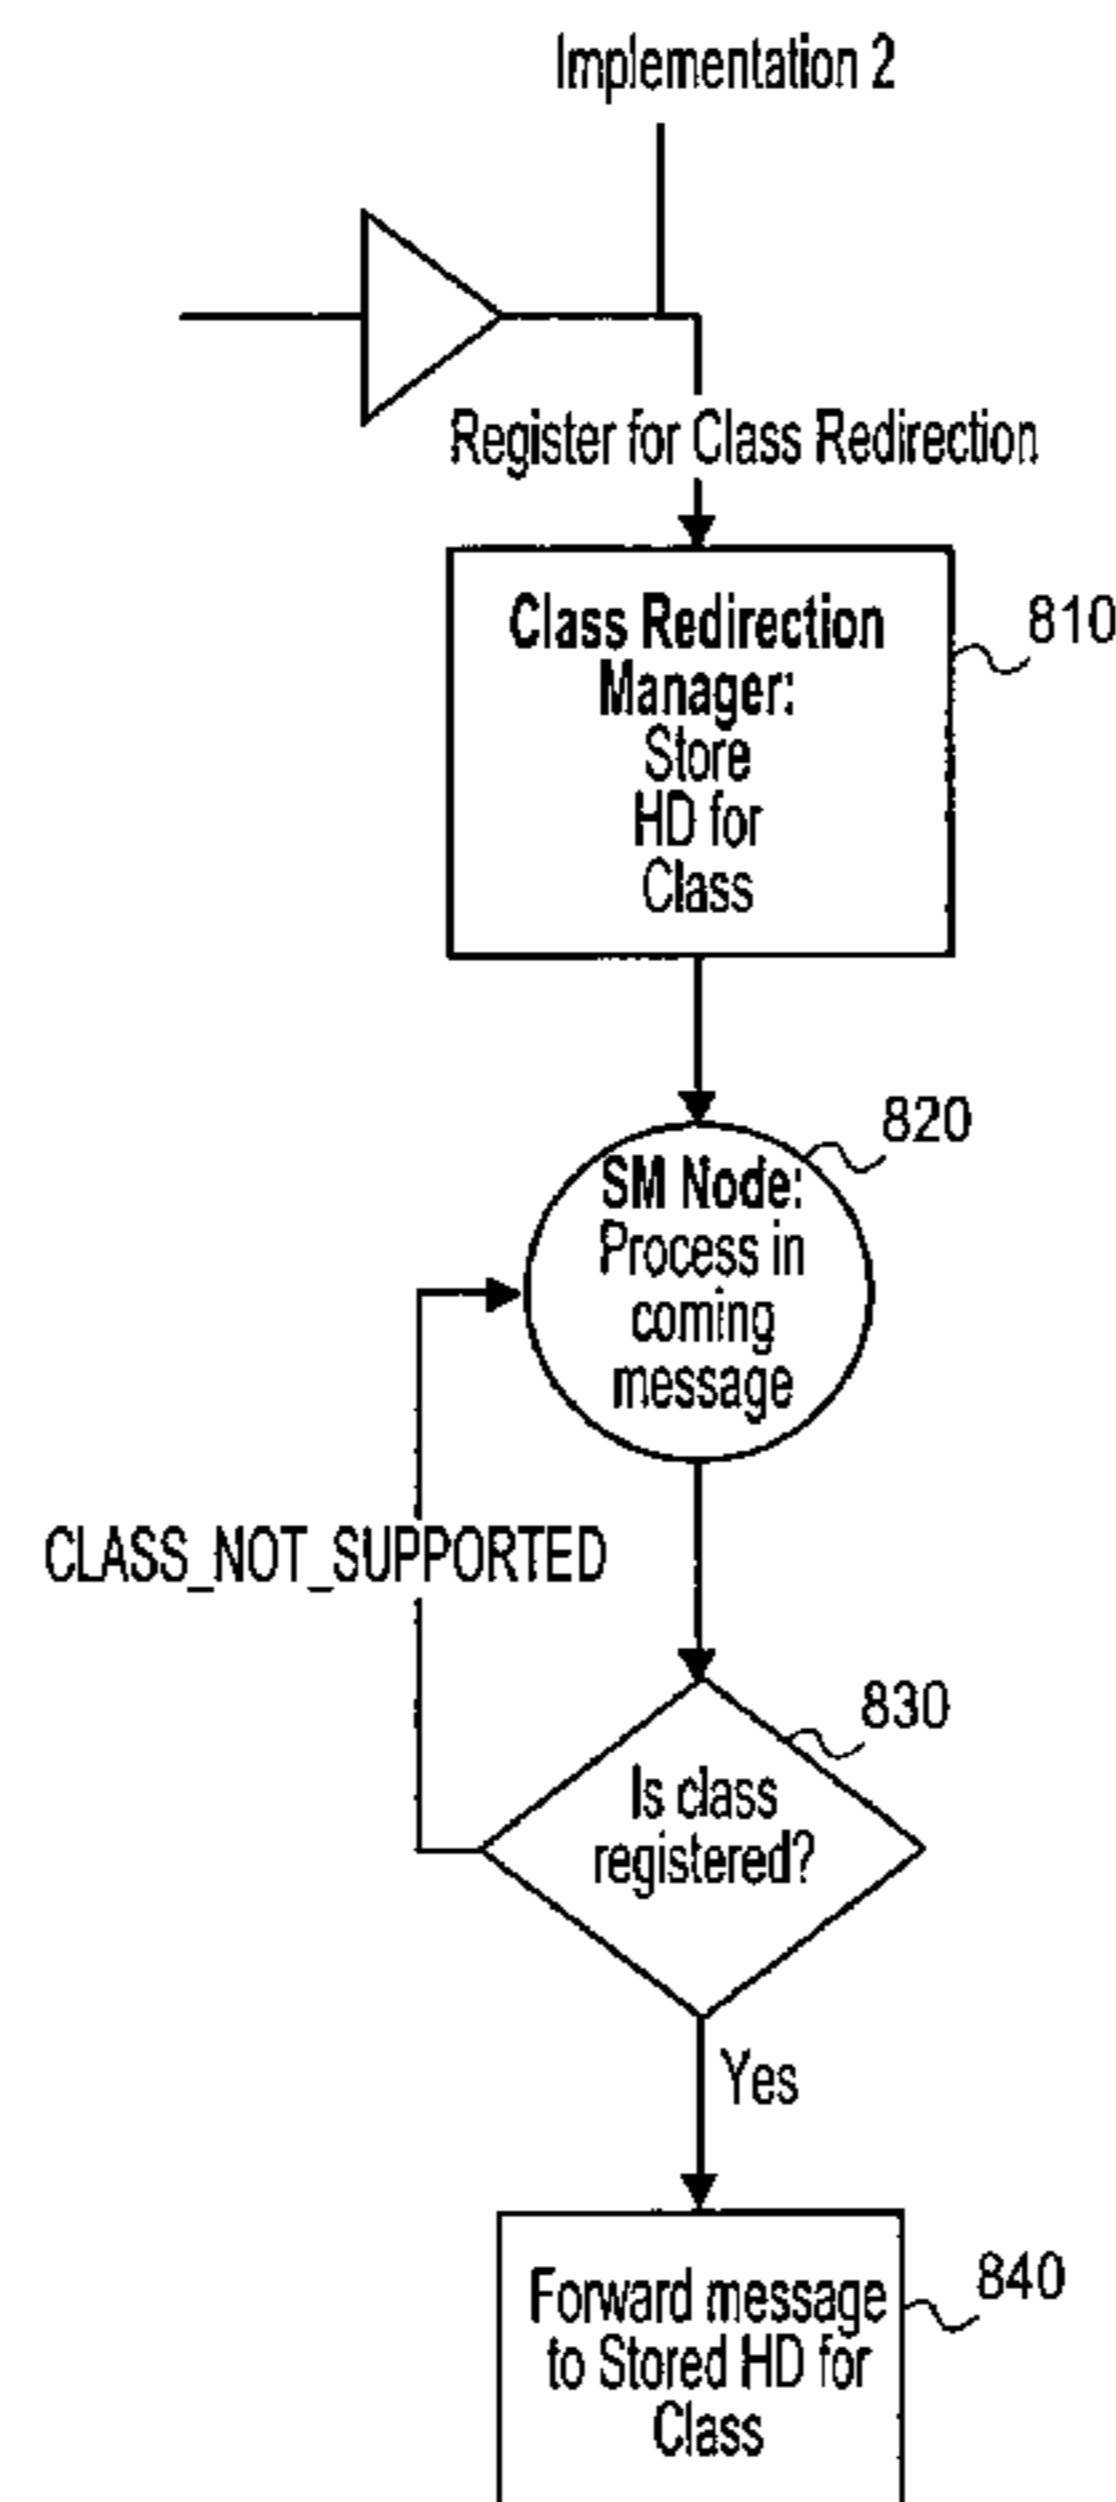 Implementation 2
Register for Class Redirection
Class Redirection
Manager:
Store
HD for
Class
810
820
SM Node:
Process in
coming
message
CLASS_NOT_SUPPORTED
830
Is class
registered?
Yes
840
Forward message
to Stored HD for
Class